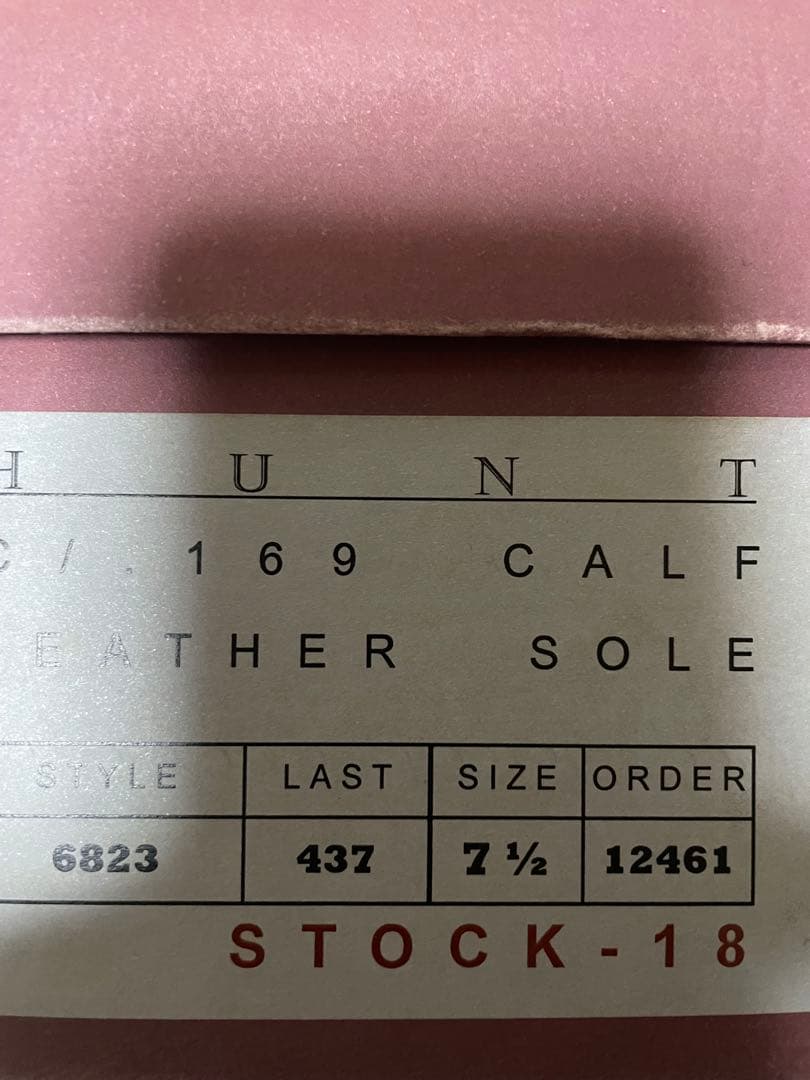 H U N T
C / . 1 6 9 C A L F
E A T H E R S O L E
STYLE LAST SIZE ORDER
6823 437 7 ½ 12461
S T O C K - 1 8